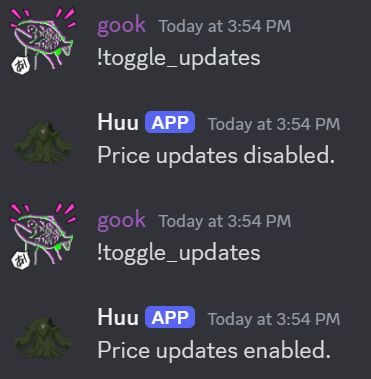 gook Today at 3:54 PM
!toggle_updates
Huu APP Today at 3:54 PM
Price updates disabled.
gook Today at 3:54 PM
!toggle_updates
Huu APP Today at 3:54 PM
Price updates enabled.